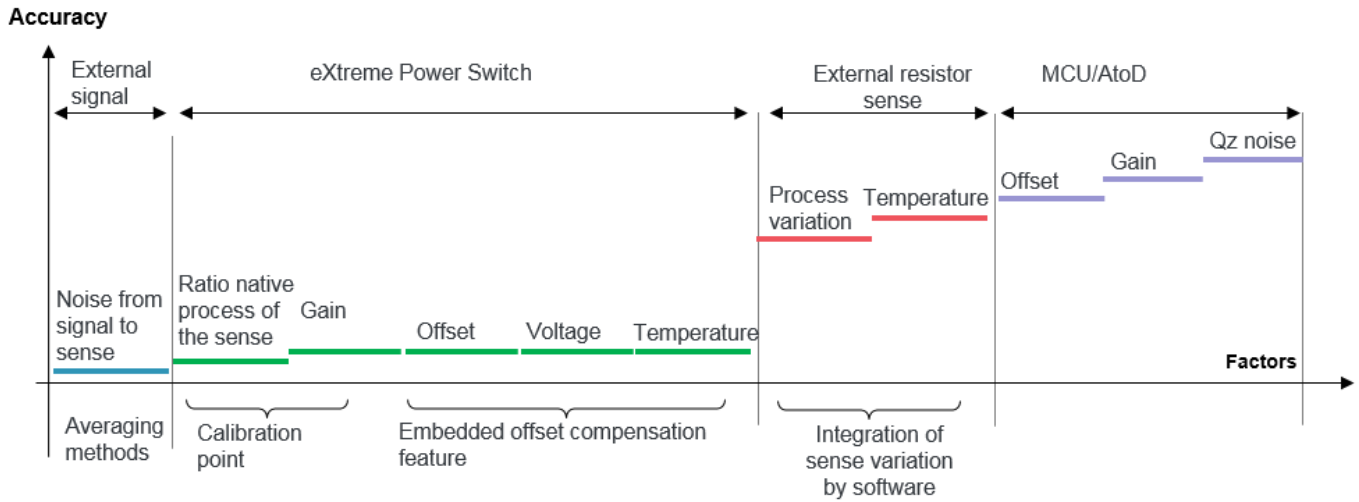 Accuracy
External
signal
eXtreme Power Switch
External resistor
sense
MCU/AtoD
Noise from
signal to
sense
Ratio native
process of
the sense
Gain
Offset
Voltage
Temperature
Process
variation
Temperature
Offset
Gain
Qz noise
Factors
Averaging
methods
Calibration
point
Embedded offset compensation
feature
Integration of
sense variation
by software